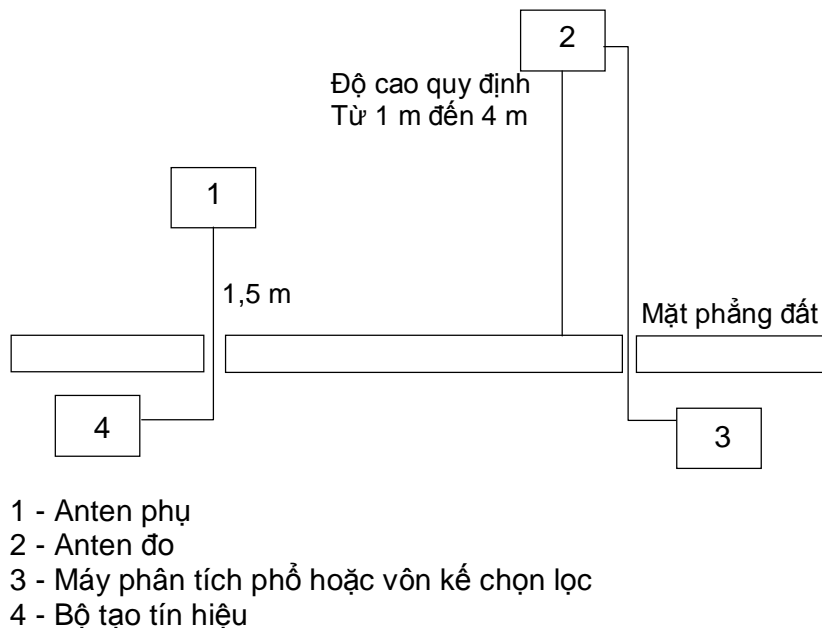 2
Độ cao quy định
Từ 1 m đến 4 m
1
1,5 m
Mặt phẳng đất
4
3
1 - Anten phụ
2 - Anten đo
3 - Máy phân tích phổ hoặc vôn kế chọn lọc
4 - Bộ tạo tín hiệu